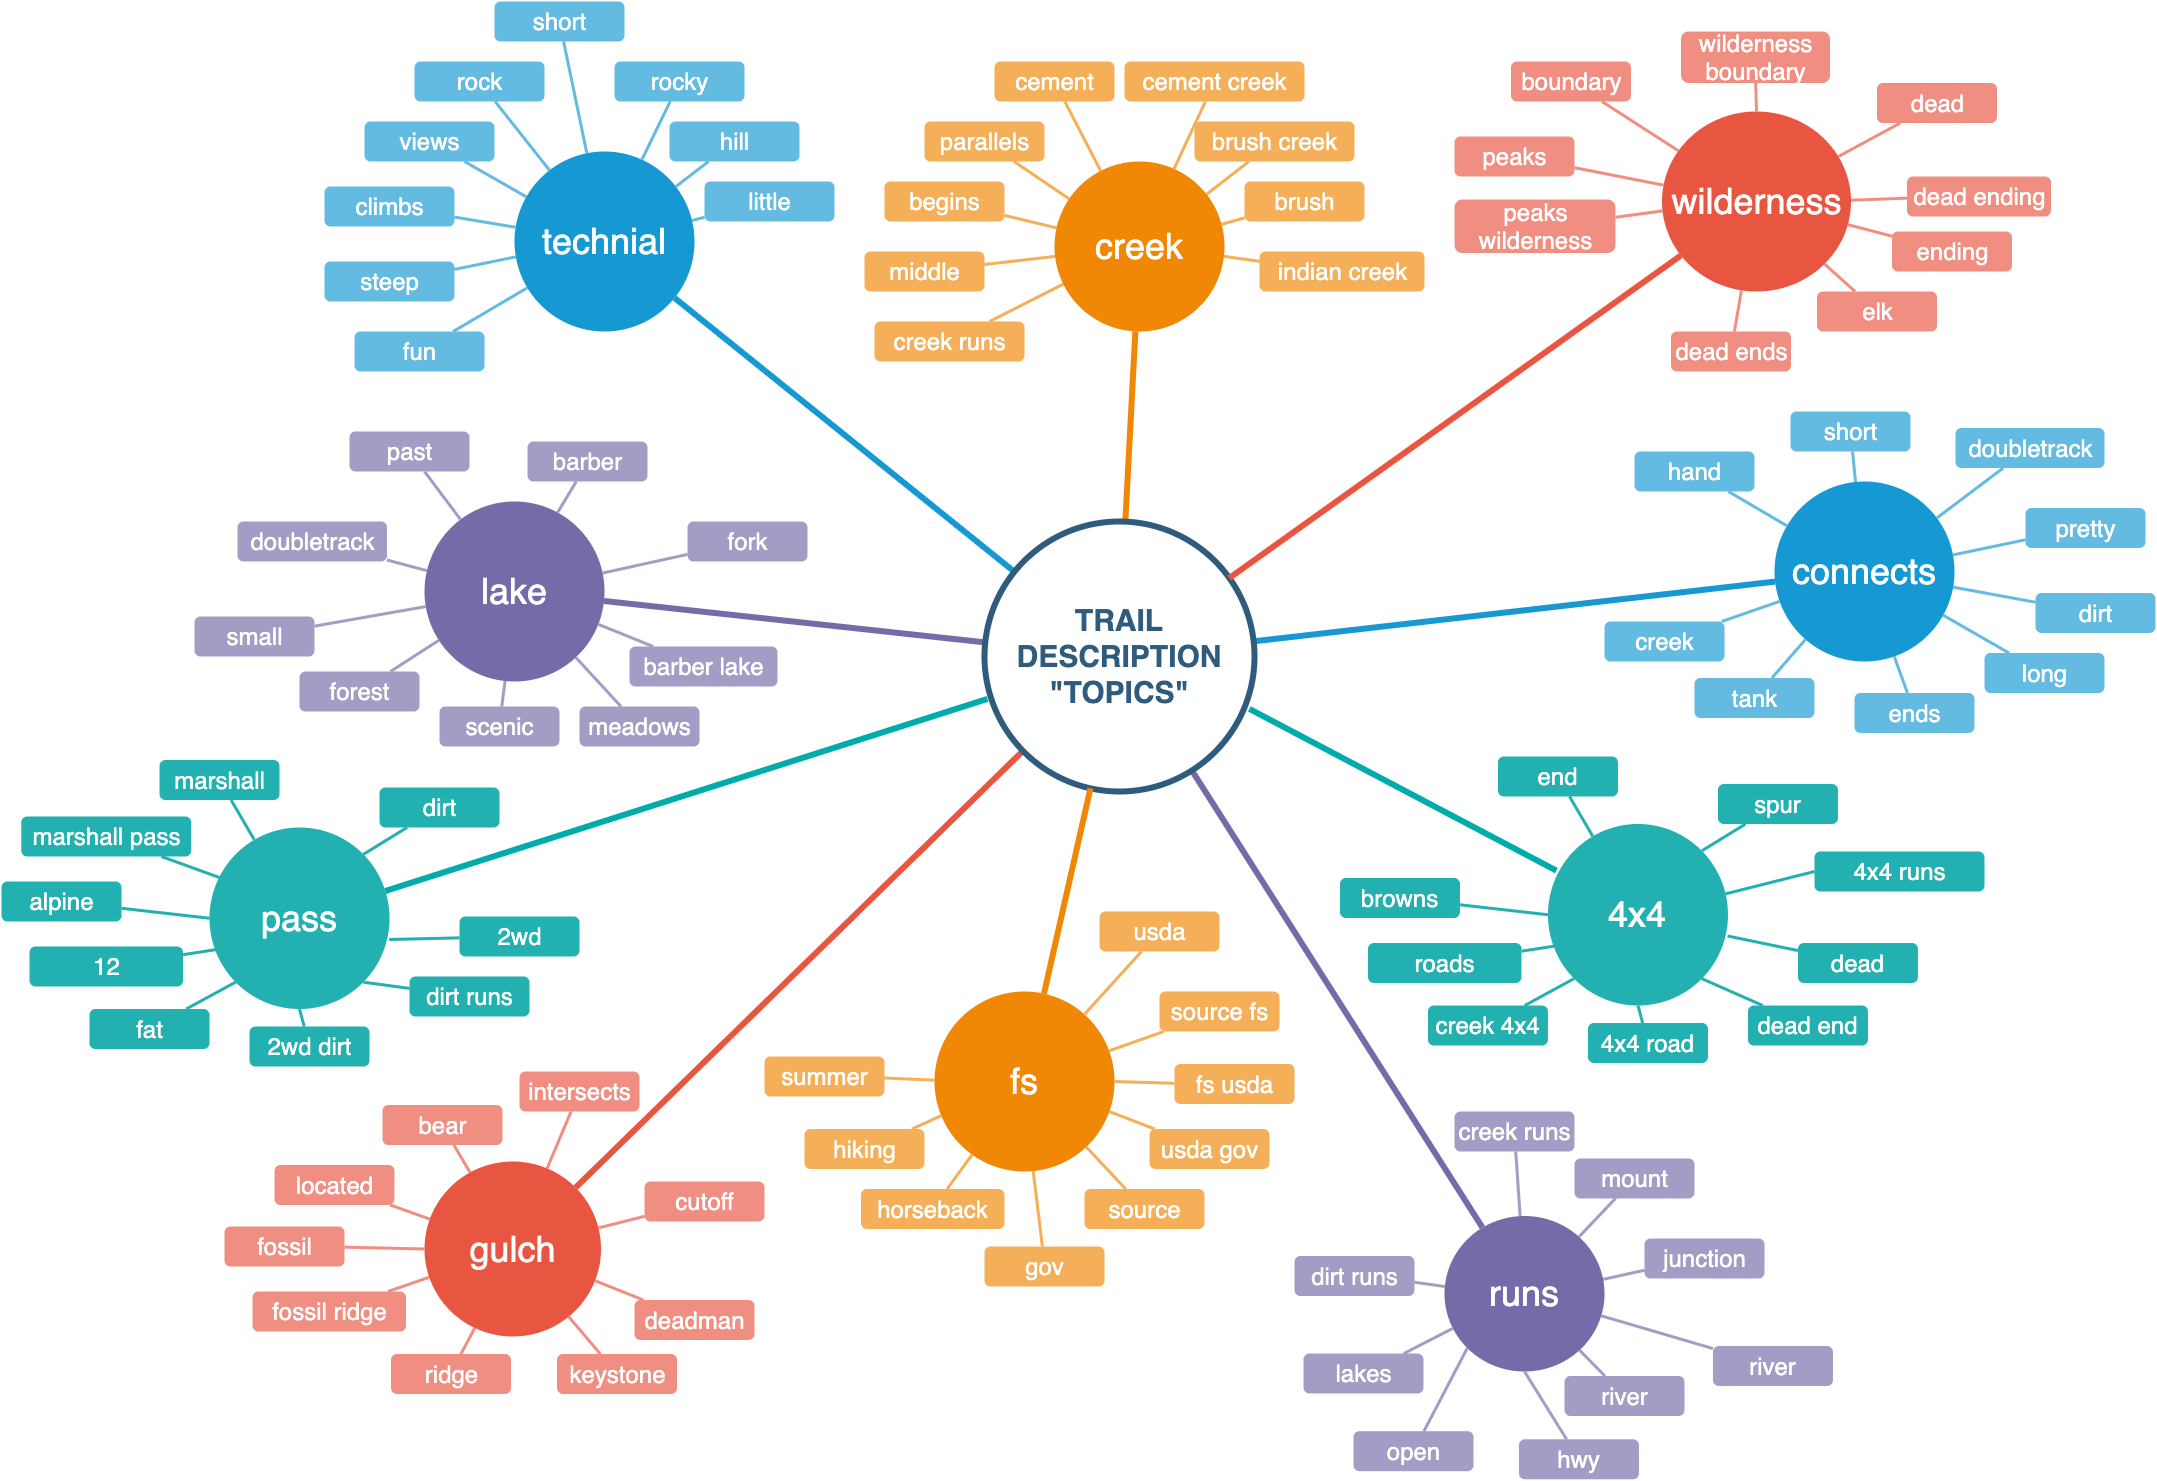 short
rock
rocky
views
hill
climbs
little
steep
fun
technial
cement
cement creek
parallels
brush creek
begins
brush
middle
indian creek
creek runs
creek
wilderness
boundary
boundary
dead
peaks
dead ending
peaks
wilderness
ending
elk
dead ends
wilderness
past
barber
doubletrack
fork
small
barber lake
forest
scenic
meadows
lake
TRAIL
DESCRIPTION
"TOPICS"
short
doubletrack
hand
pretty
dirt
creek
long
tank
ends
connects
marshall
dirt
marshall pass
alpine
2wd
12
dirt runs
fat
2wd dirt
pass
end
spur
4x4 runs
browns
roads
dead
creek 4x4
4x4 road
dead end
4x4
usda
source fs
summer
fs usda
hiking
usda gov
horseback
source
gov
fs
intersects
bear
located
cutoff
fossil
fossil ridge
deadman
ridge
keystone
gulch
creek runs
mount
junction
dirt runs
river
lakes
river
open
hwy
runs